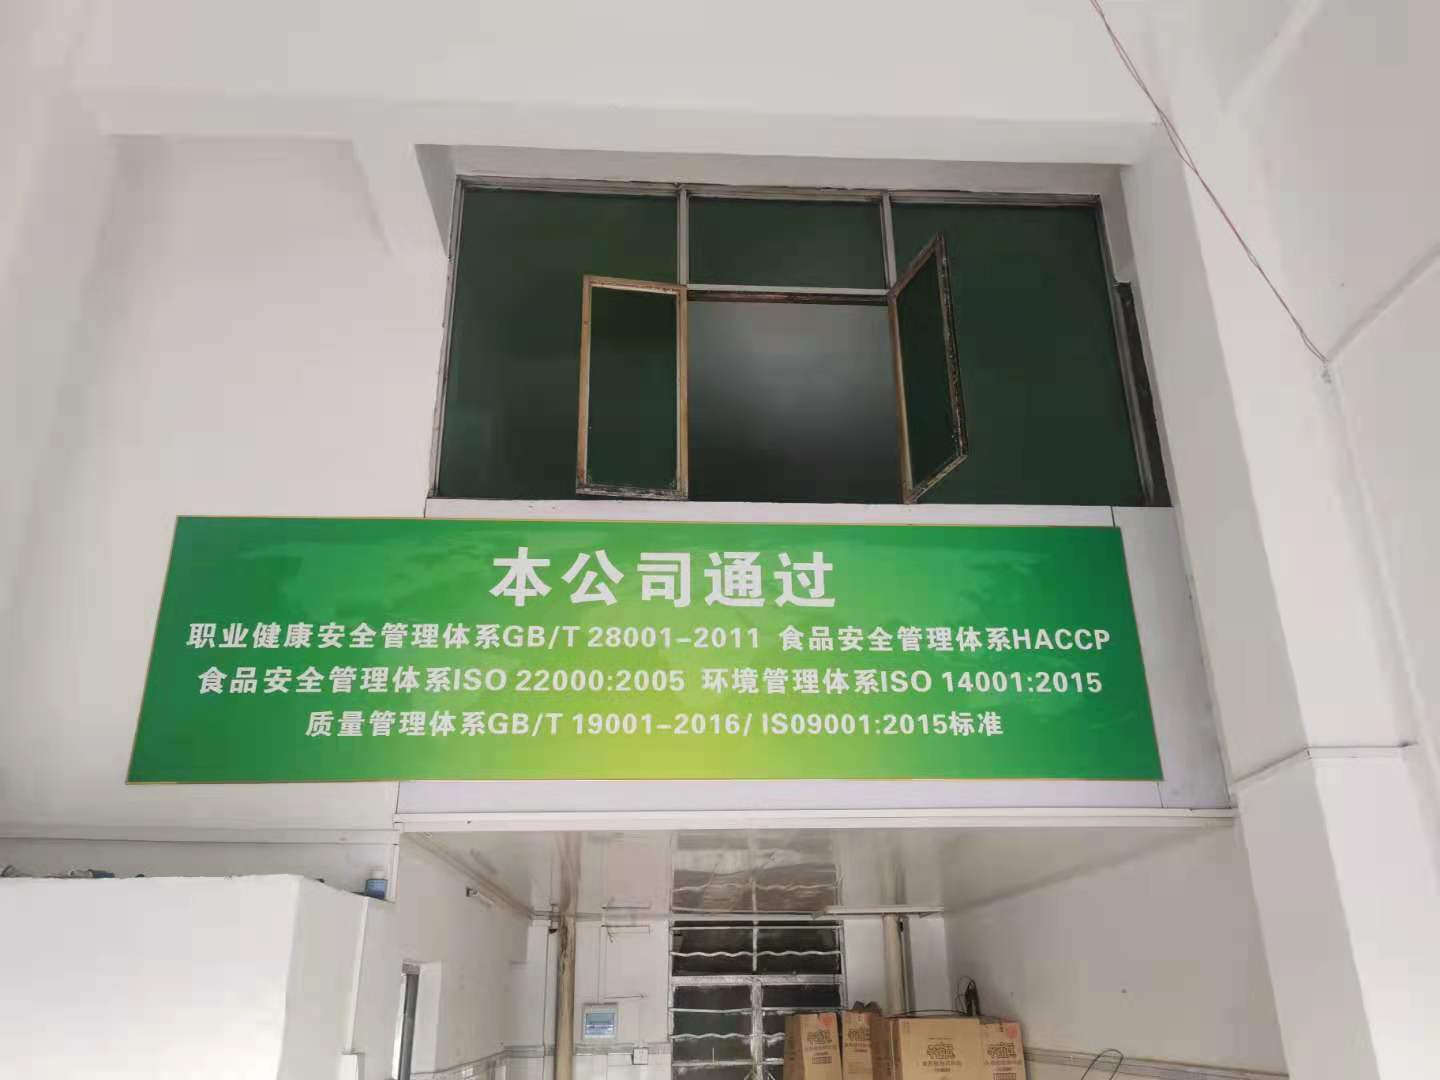 本公司通过
职业健康安全管理体系GB/T 28001-2011 食品安全管理体系HACCP
食品安全管理体系ISO 22000:2005 环境管理体系ISO 14001:2015
质量管理体系GB/T 19001-2016/ IS09001:2015标准